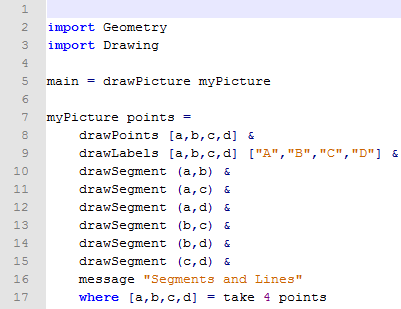 1
2 import Geometry
3 import Drawing
4
5 main = drawPicture myPicture
6
7 myPicture points =
8     drawPoints [a,b,c,d] &
9     drawLabels [a,b,c,d] ["A","B","C","D"] &
10     drawSegment (a,b) &
11     drawSegment (a,c) &
12     drawSegment (a,d) &
13     drawSegment (b,c) &
14     drawSegment (b,d) &
15     drawSegment (c,d) &
16     message "Segments and Lines"
17     where [a,b,c,d] = take 4 points